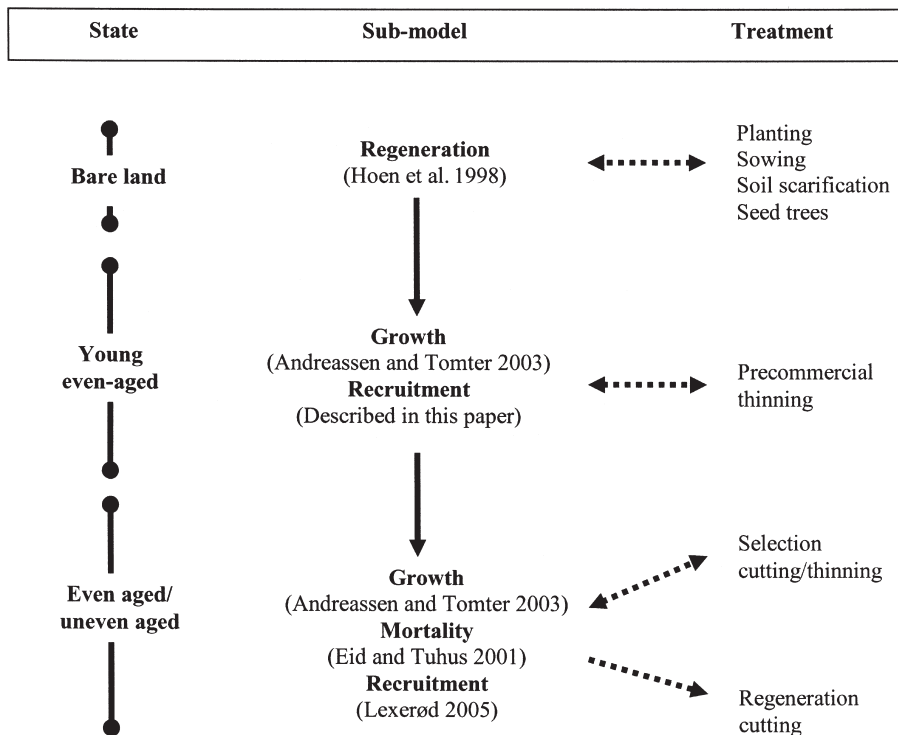 State Sub-model Treatment
Regeneration
(Hoen et al. 1998)
Bare land
Planting
Sowing
Soil scarification
Seed trees
Young
even-aged
Growth
(Andreassen and Tomter 2003)
Recruitment
(Described in this paper)
Precommercial
thinning
Even aged/
uneven aged
Growth
(Andreassen and Tomter 2003)
Mortality
(Eid and Tuhus 2001)
Recruitment
(Lexerød 2005)
Selection
cutting/thinning
Regeneration
cutting